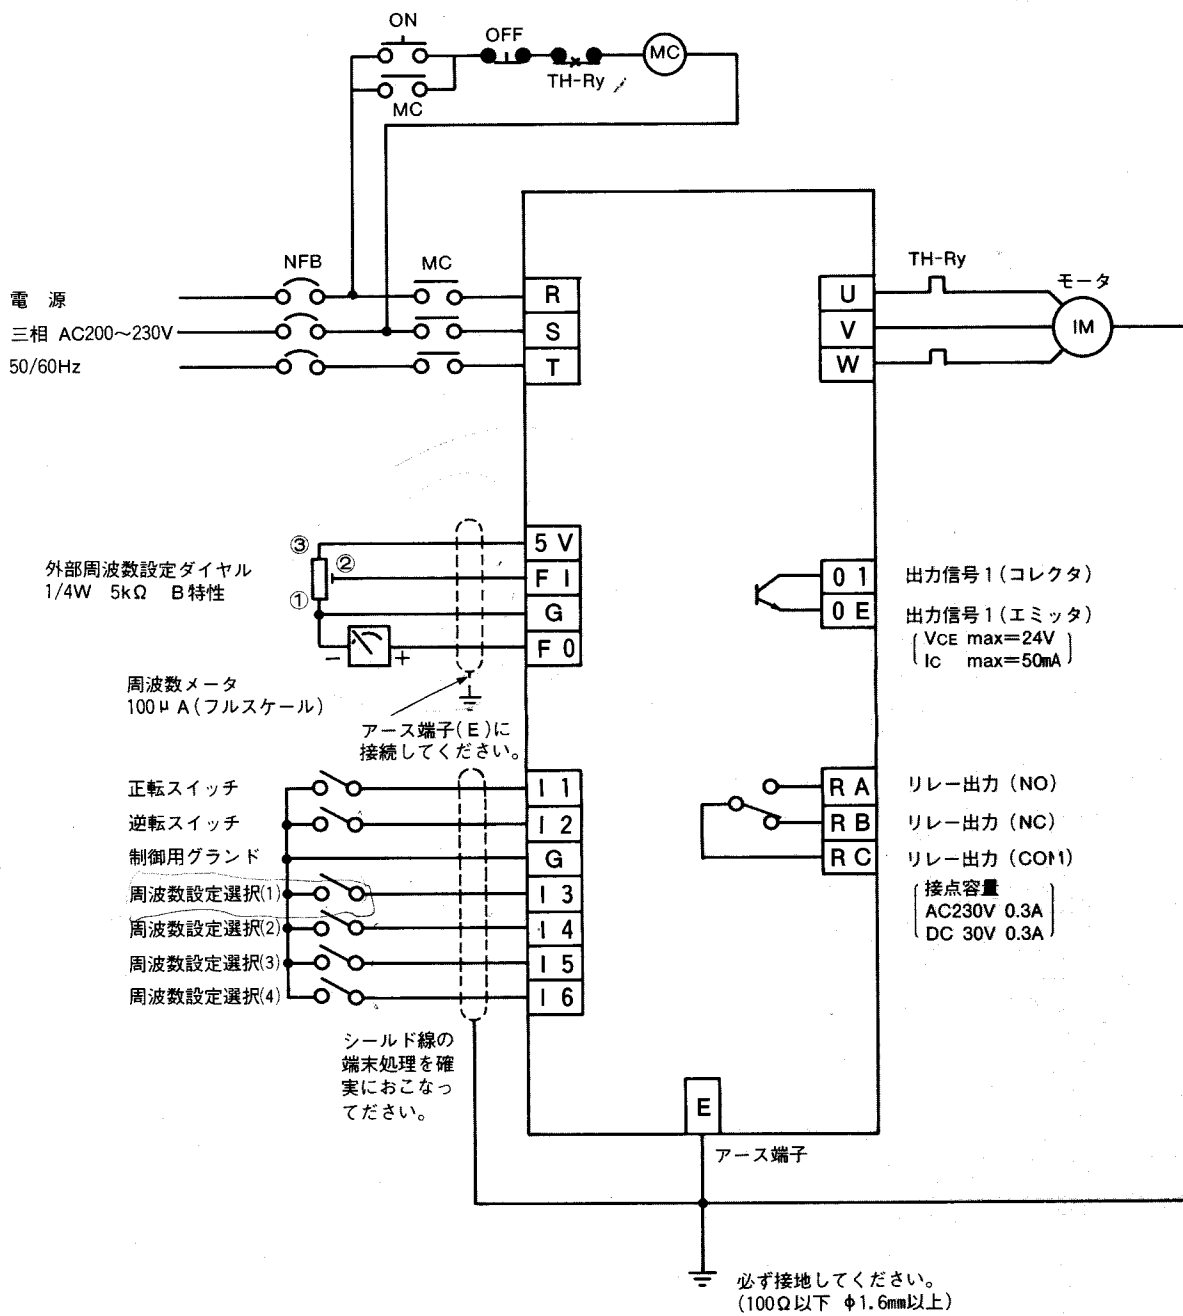 ON
OFF
MC
TH-Ry
MC
NFB
MC
TH-Ry
モータ
電 源
三相 AC200～230V
50/60Hz
R
S
T
U
V
W
IM
③
②
①
外部周波数設定ダイヤル
1/4W 5kΩ B特性
5 V
F I
G
F 0
－
＋
周波数メータ
100μA(フルスケール)
アース端子(E)に
接続してください。
0 1
0 E
出力信号1(コレクタ)
出力信号1(エミッタ)
VCE max=24V
IC max=50mA
正転スイッチ
逆転スイッチ
制御用グランド
周波数設定選択(1)
周波数設定選択(2)
周波数設定選択(3)
周波数設定選択(4)
I 1
I 2
G
I 3
I 4
I 5
I 6
R A
R B
R C
リレー出力(NO)
リレー出力(NC)
リレー出力(COM)
接点容量
AC230V 0.3A
DC 30V 0.3A
シールド線の
端末処理を確
実におこなっ
てださい。
E
アース端子
必ず接地してください。
(100Ω以下 φ1.6mm以上)